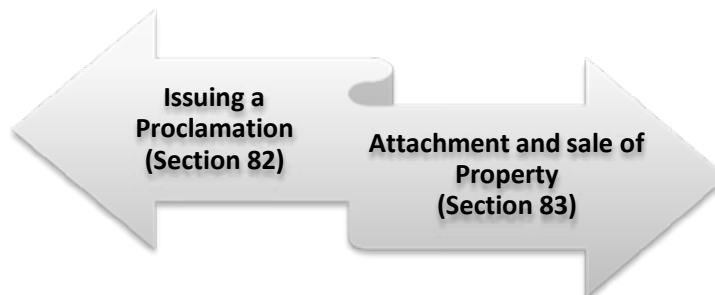 Issuing a
Proclamation
(Section 82)
Attachment and sale of
Property
(Section 83)